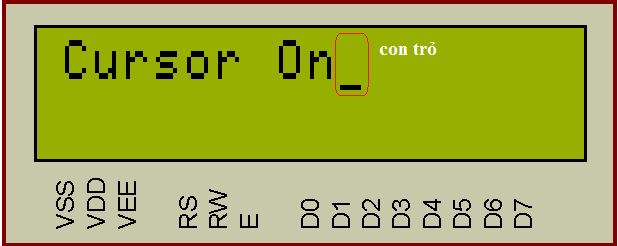 Cursor On_ con trỏ
VSS VDD VEE RS RW E D0 D1 D2 D3 D4 D5 D6 D7